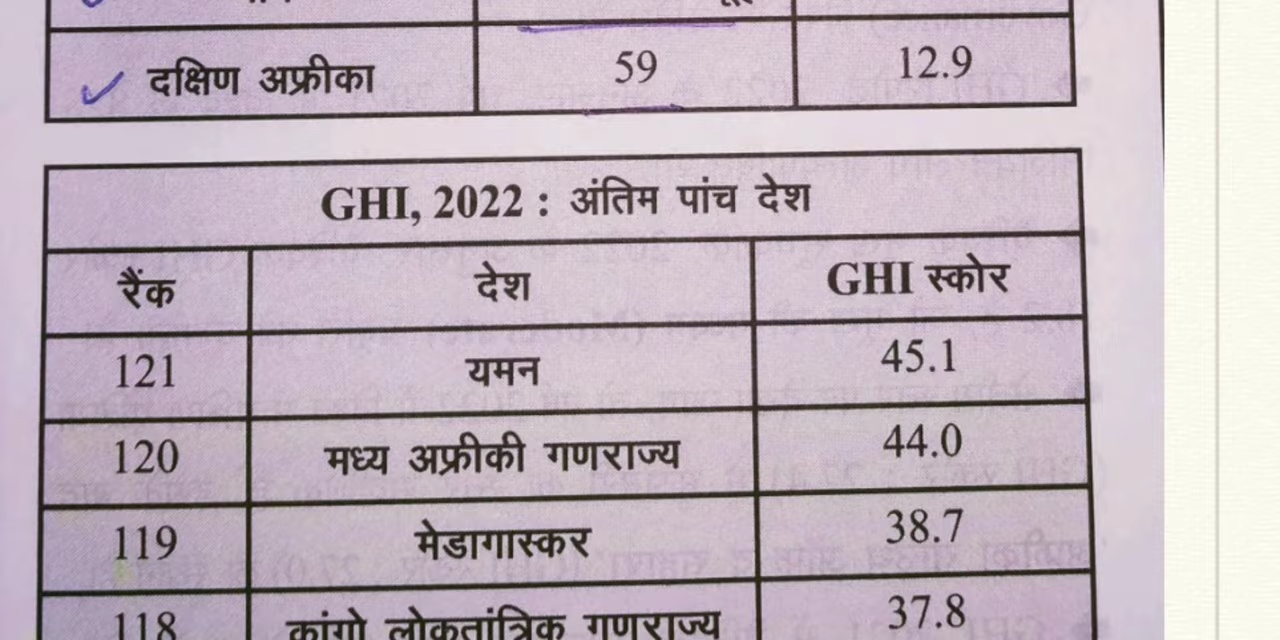 दक्षिण अफ्रीका 59 12.9
GHI, 2022 : अंतिम पांच देश
रैंक देश GHI स्कोर
121 यमन 45.1
120 मध्य अफ्रीकी गणराज्य 44.0
119 मेडागास्कर 38.7
118 कांगो लोकतांत्रिक गणराज्य 37.8